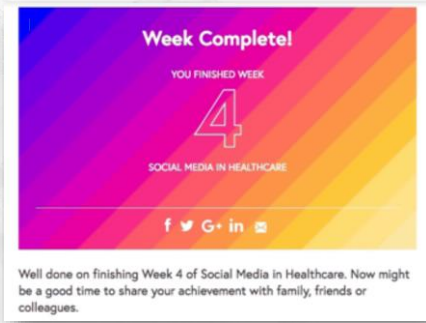 Week Complete!
YOU FINISHED WEEK
4
SOCIAL MEDIA IN HEALTHCARE
f G+ in
Well done on finishing Week 4 of Social Media in Healthcare. Now might
be a good time to share your achievement with family, friends or
colleagues.